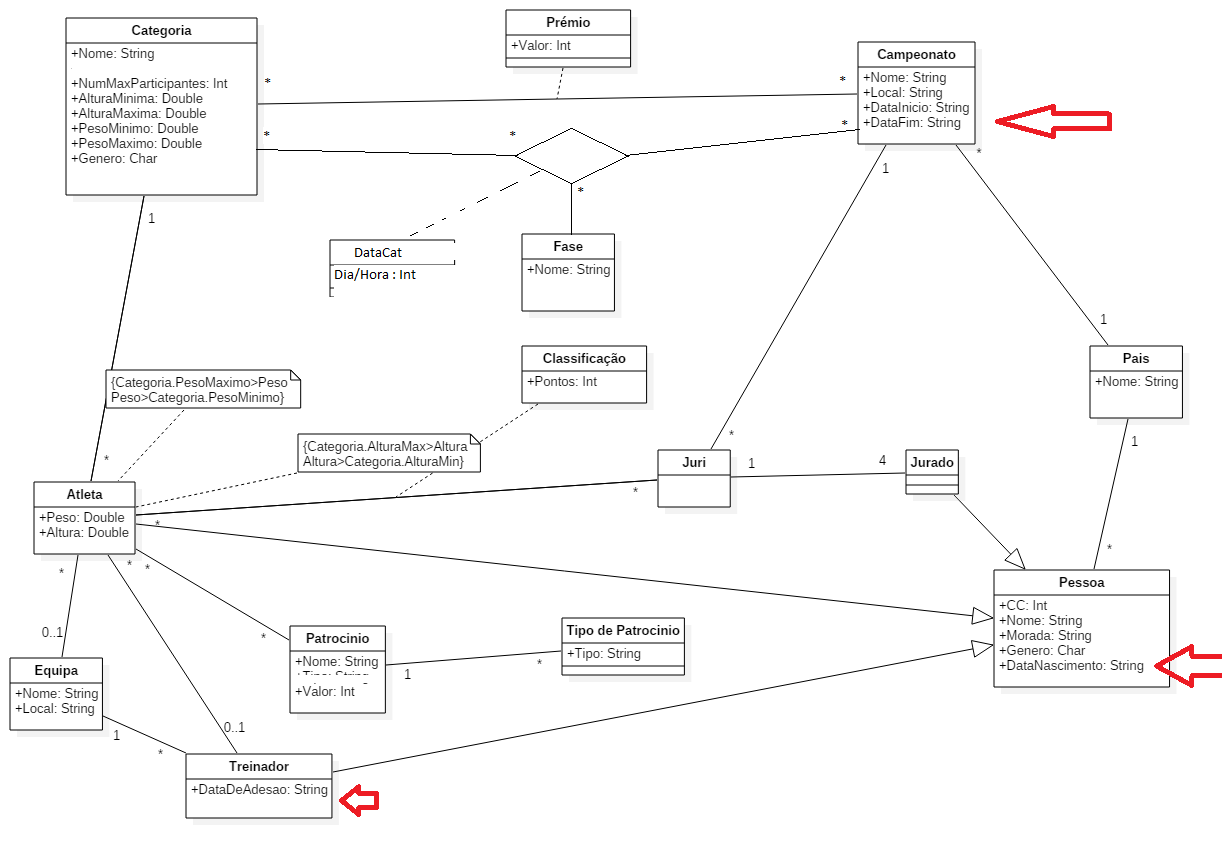 Categoria
+Nome: String
+NumMaxParticipantes: Int
+AlturaMinima: Double
+AlturaMaxima: Double
+PesoMinimo: Double
+PesoMaximo: Double
+Genero: Char
Prémio
+Valor: Int
Campeonato
+Nome: String
+Local: String
+DataInicio: String
+DataFim: String
*
*
*
*
*
*
1
1
*
DataCat
Dia/Hora : Int
Fase
+Nome: String
1
Pais
+Nome: String
1
Classificação
+Pontos: Int
{Categoria.PesoMaximo>Peso
Peso>Categoria.PesoMinimo}
{Categoria.AlturaMax>Altura
Altura>Categoria.AlturaMin}
*
*
Juri
1
4
Jurado
*
Atleta
+Peso: Double
+Altura: Double
*
*
*
*
*
Pessoa
+CC: Int
+Nome: String
+Morada: String
+Genero: Char
+DataNascimento: String
0..1
*
Patrocinio
+Nome: String
+Valor: Int
1
*
Tipo de Patrocinio
+Tipo: String
Equipa
+Nome: String
+Local: String
1
*
0..1
Treinador
+DataDeAdesao: String